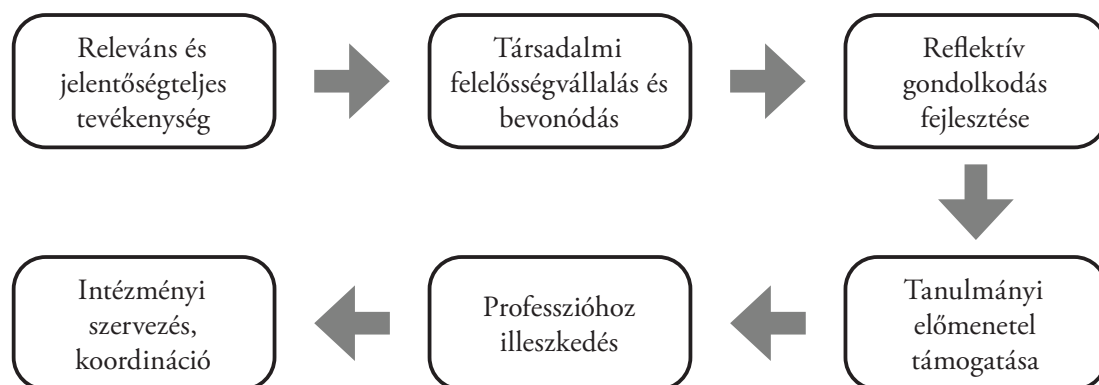 Releváns és
jelentőségteljes
tevékenység
Társadalmi
felelősségvállalás és
bevonódás
Reflektív
gondolkodás
fejlesztése
Tanulmányi
előmenetel
támogatása
Professzióhoz
illeszkedés
Intézményi
szervezés,
koordináció